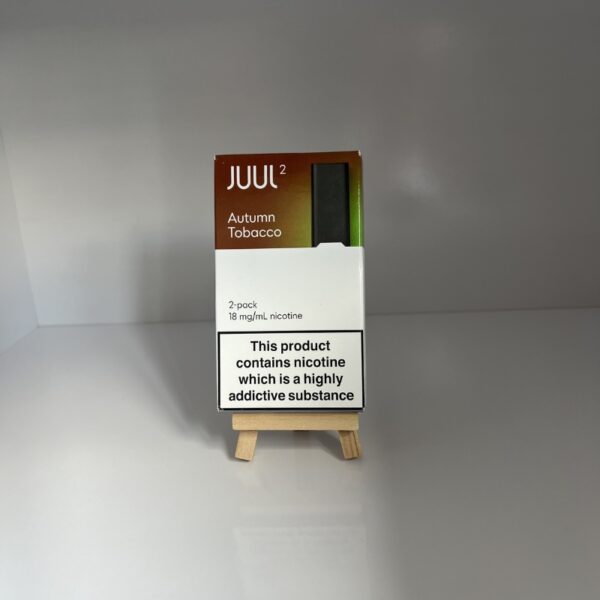 JUUL2
Autumn
Tobacco
2-pack
18 mg/mL nicotine
This product
contains nicotine
which is a highly
addictive substance